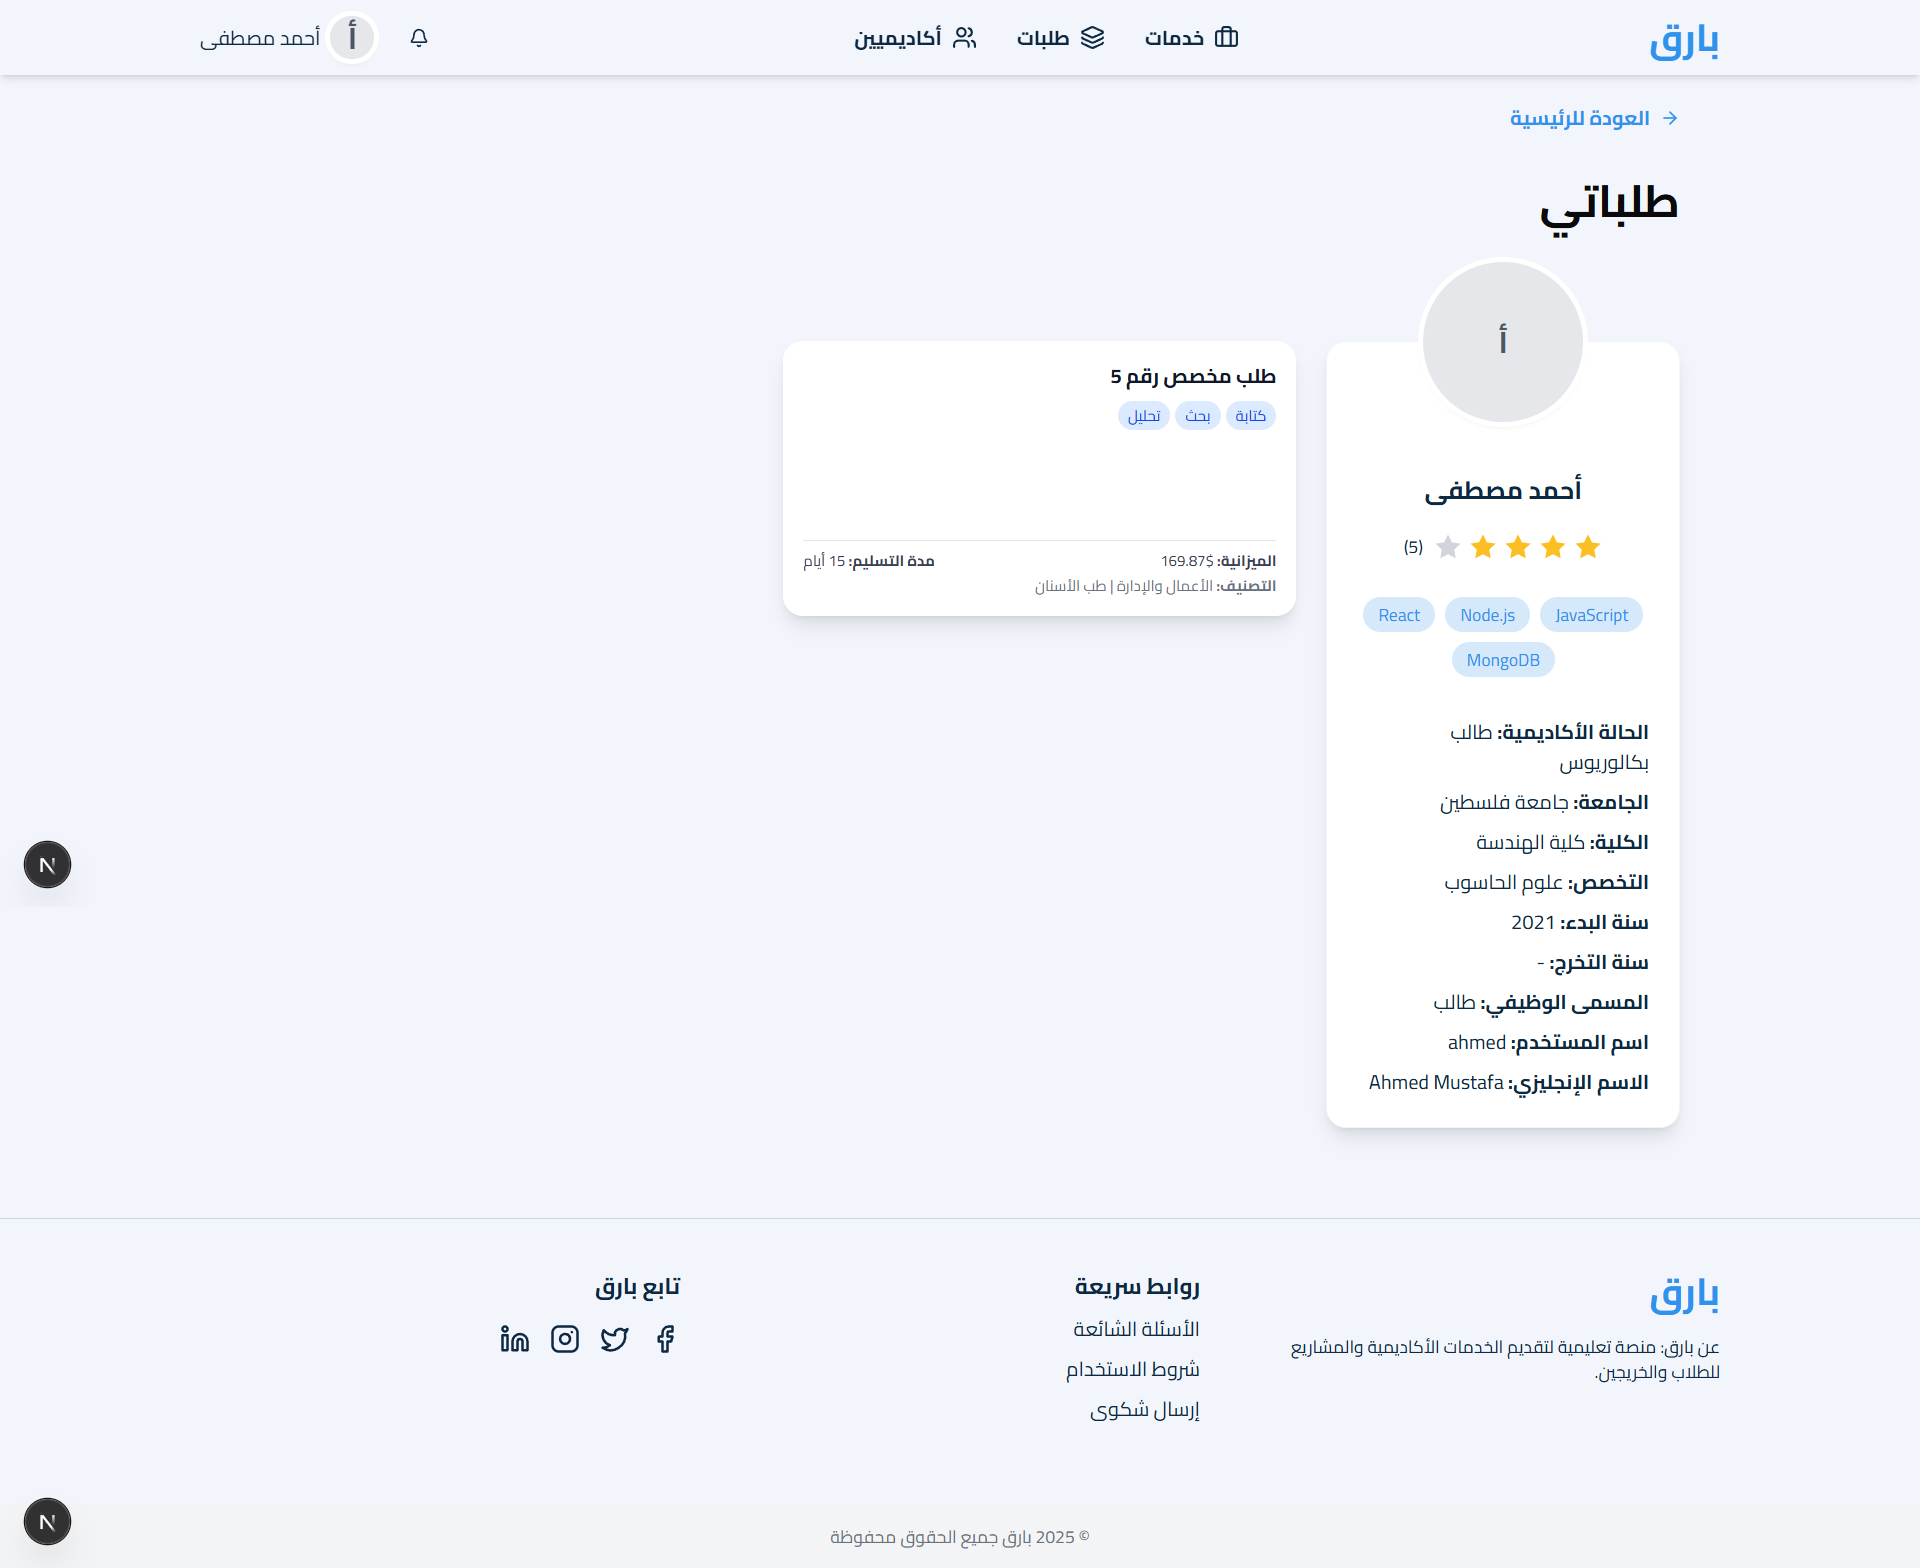 بارق
خدمات
طلبات
أكاديميين
أ
أحمد مصطفى
العودة للرئيسية
طلباتي
أ
أحمد مصطفى
(5)
JavaScript
Node.js
React
MongoDB
الحالة الأكاديمية: طالب
بكالوريوس
الجامعة: جامعة فلسطين
الكلية: كلية الهندسة
التخصص: علوم الحاسوب
سنة البدء: 2021
سنة التخرج: -
المسمى الوظيفي: طالب
اسم المستخدم: ahmed
الاسم الإنجليزي: Ahmed Mustafa
طلب مخصص رقم 5
كتابة
بحث
تحليل
الميزانية: $169.87
مدة التسليم: 15 أيام
التصنيف: الأعمال والإدارة | طب الأسنان
N
بارق
عن بارق: منصة تعليمية لتقديم الخدمات الأكاديمية والمشاريع
للطلاب والخريجين.
روابط سريعة
الأسئلة الشائعة
شروط الاستخدام
إرسال شكوى
تابع بارق
N
© 2025 بارق جميع الحقوق محفوظة